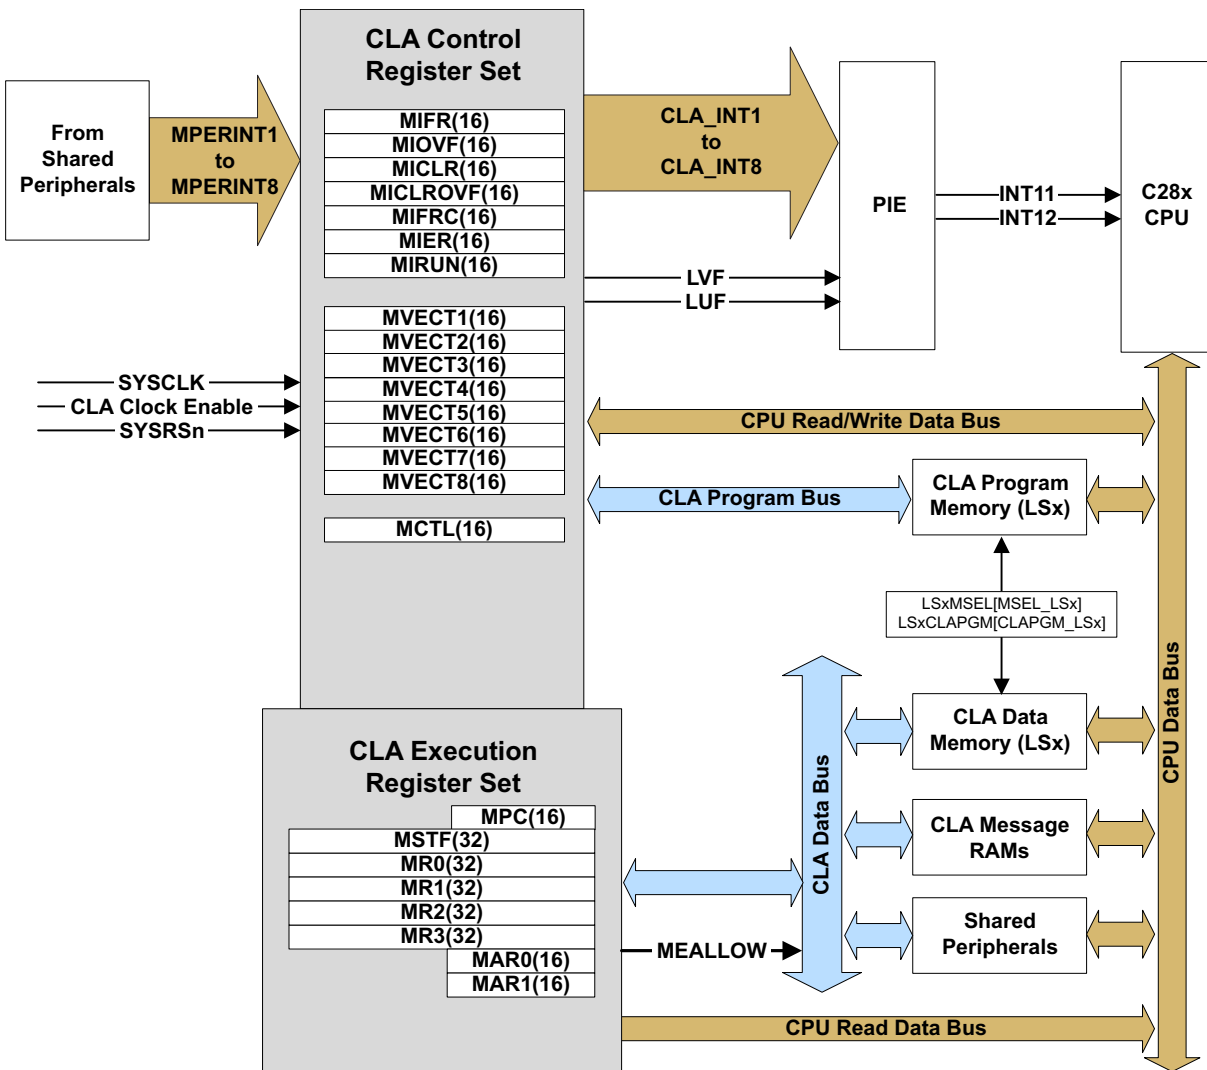 CLA Control
Register Set
From
Shared
Peripherals
MPERINT1
to
MPERINT8
MIFR(16)
MIOVF(16)
MICLR(16)
MICLROVF(16)
MIFRC(16)
MIER(16)
MIRUN(16)
CLA_INT1
to
CLA_INT8
PIE
INT11
INT12
C28x
CPU
LVF
LUF
MVECT1(16)
MVECT2(16)
MVECT3(16)
MVECT4(16)
MVECT5(16)
MVECT6(16)
MVECT7(16)
MVECT8(16)
SYSCLK
CLA Clock Enable
SYSRSn
CPU Read/Write Data Bus
CLA Program Bus
CLA Program
Memory (LSx)
MCTL(16)
LSxMSEL[MSEL_LSx]
LSxCLAPGM[CLAPGM_LSx]
CPU Data Bus
CLA Data Bus
CLA Data
Memory (LSx)
CLA Message
RAMs
Shared
Peripherals
CLA Execution
Register Set
MPC(16)
MSTF(32)
MR0(32)
MR1(32)
MR2(32)
MR3(32)
MAR0(16)
MAR1(16)
MEALLOW
CPU Read Data Bus